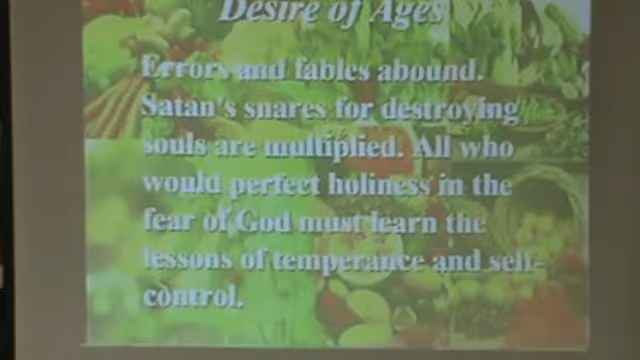 Desire of Ages
Errors and fables abound.
Satan's snares for destroying
souls are multiplied. All who
would perfect holiness in the
fear of God must learn the
lessons of temperance and self-
control.